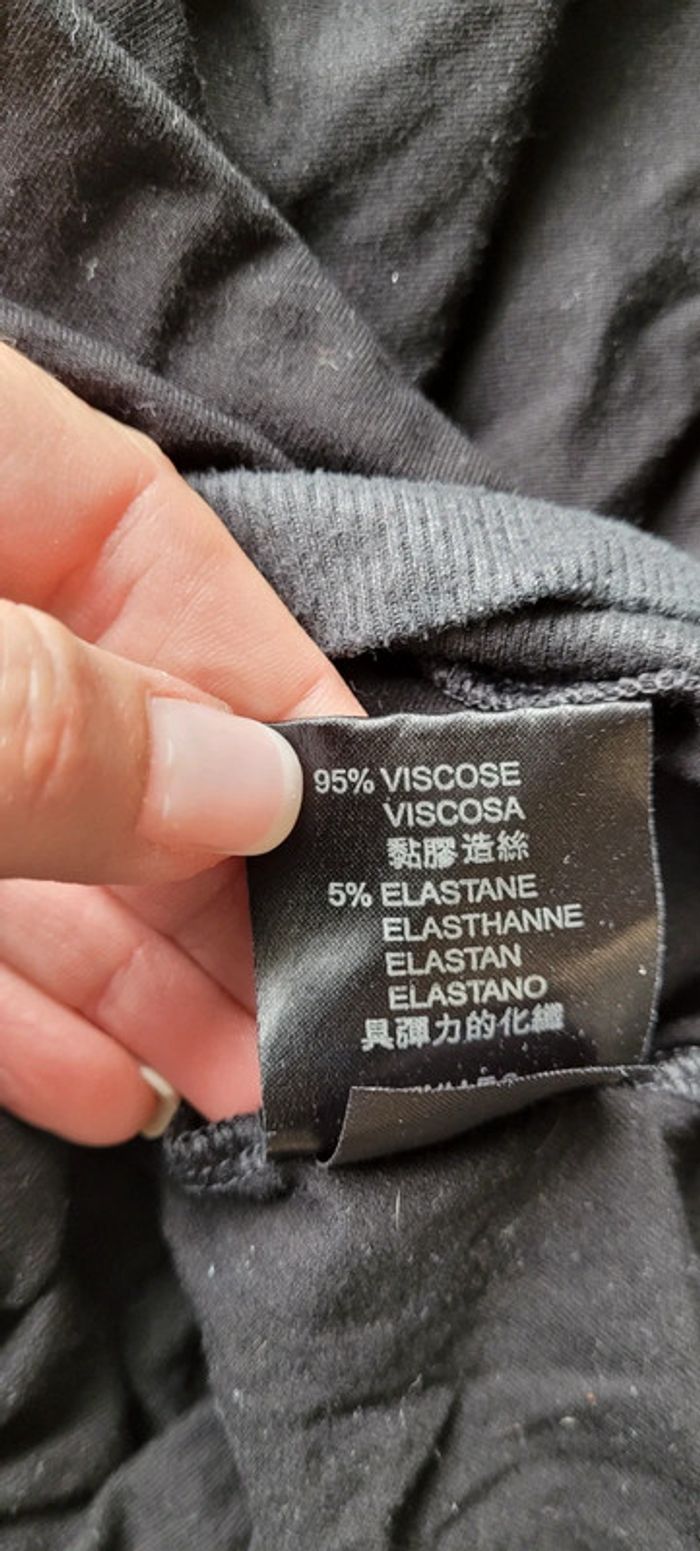 95% VISCOSE
VISCOSA
黏膠造絲
5% ELASTANE
ELASTHANNE
ELASTAN
ELASTANO
具彈力的化纖